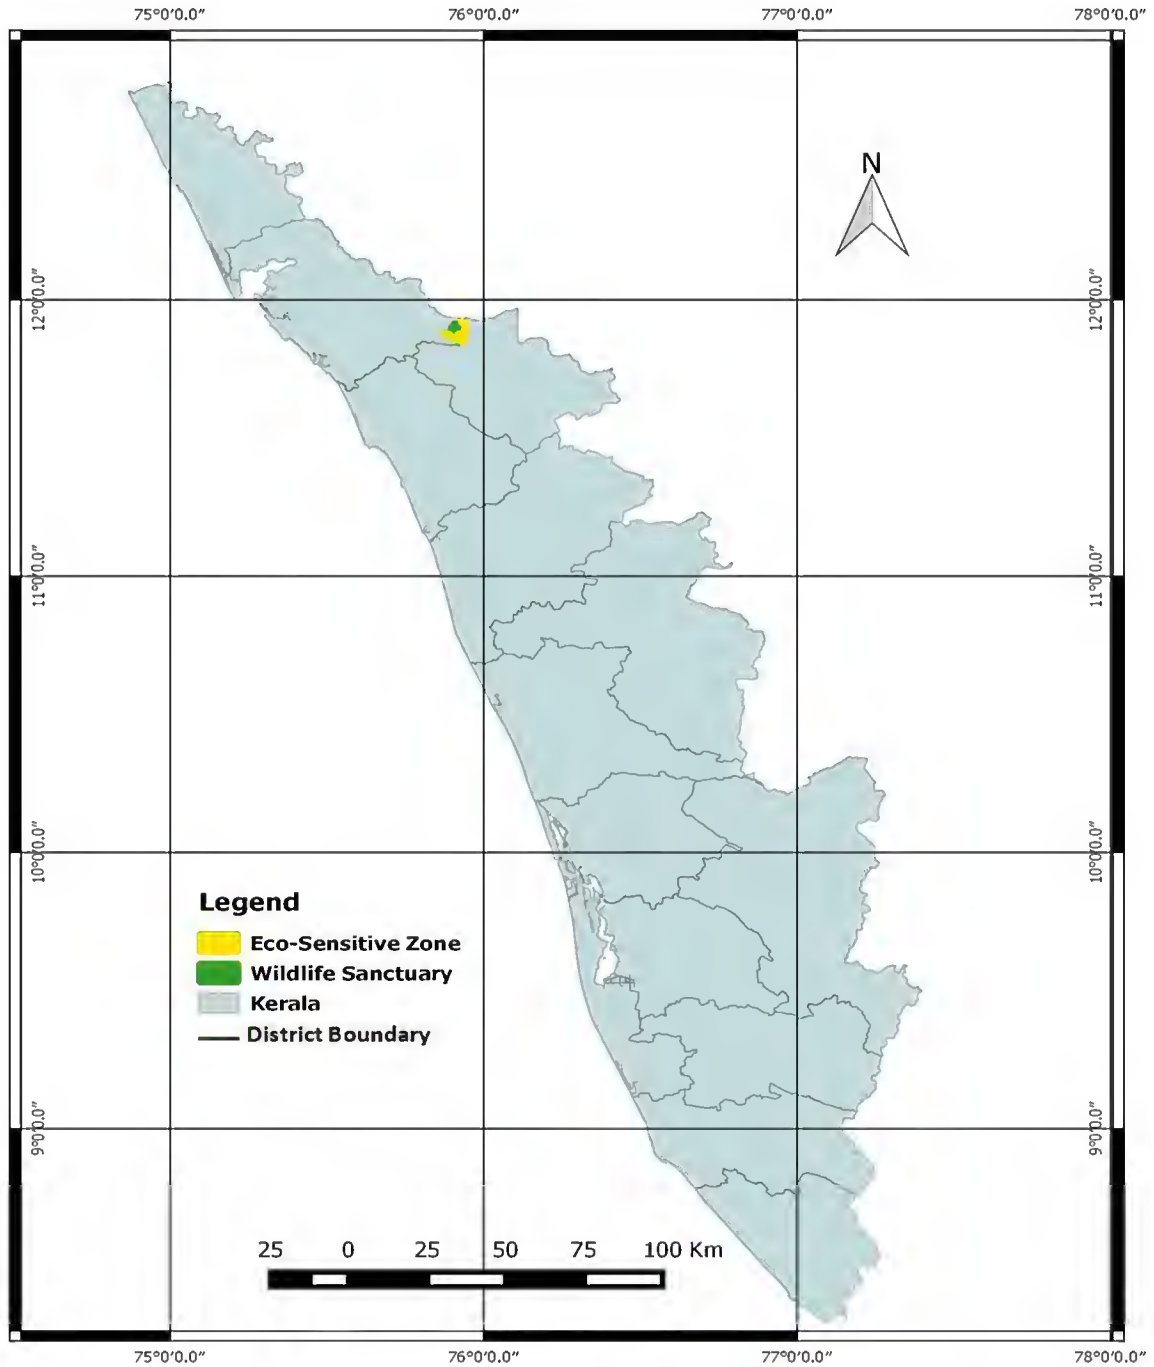 75°0'0.0" 76°0'0.0" 77°0'0.0" 78°0'0.0"
N
12°0'0.0" 12°0'0.0"
11°0'0.0" 11°0'0.0"
10°0'0.0" 10°0'0.0"
Legend
Eco-Sensitive Zone
Wildlife Sanctuary
Kerala
District Boundary
9°0'0.0" 9°0'0.0"
25 0 25 50 75 100 Km
75°0'0.0" 76°0'0.0" 77°0'0.0" 78°0'0.0"